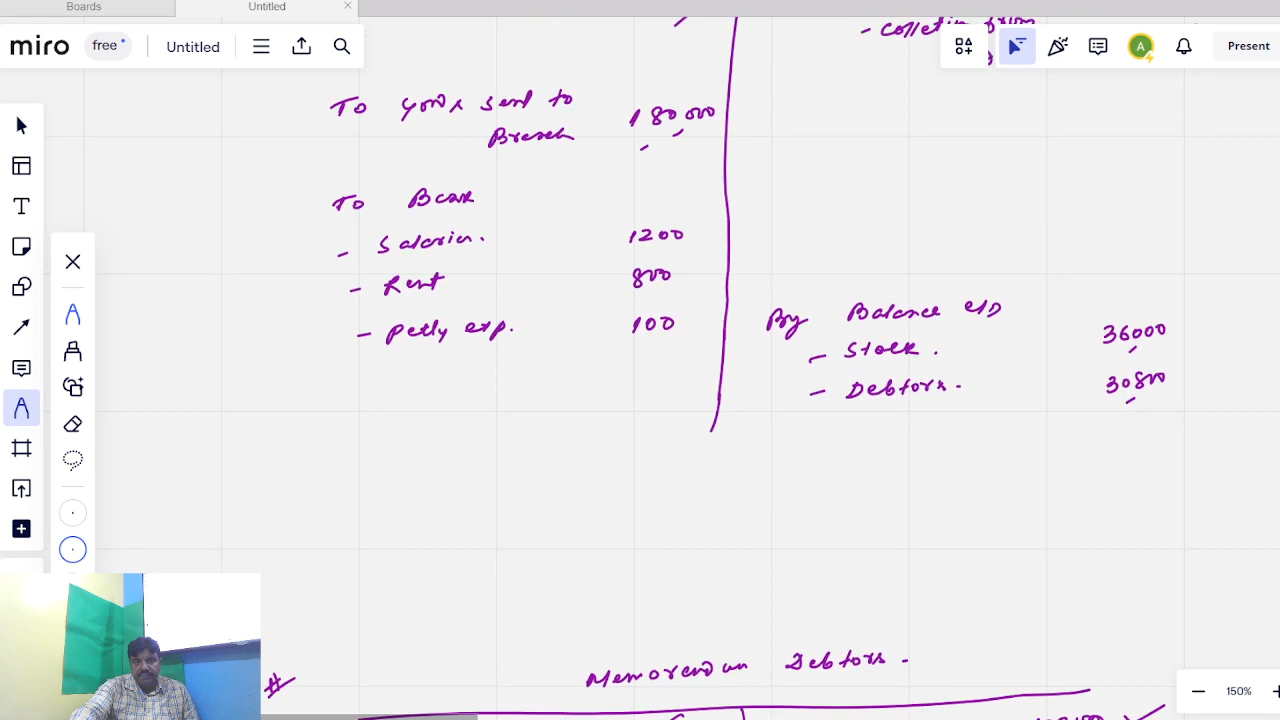 Boards Untitled
miro free Untitled Present
- collection from
To goods sent to
Branch 180000
To Bank
- Salaries. 1200
- Rent 800
- petty exp. 100
By Balance c/D
- Stock. 36000
- Debtors. 30800
# Memorandum Debtors.
150%